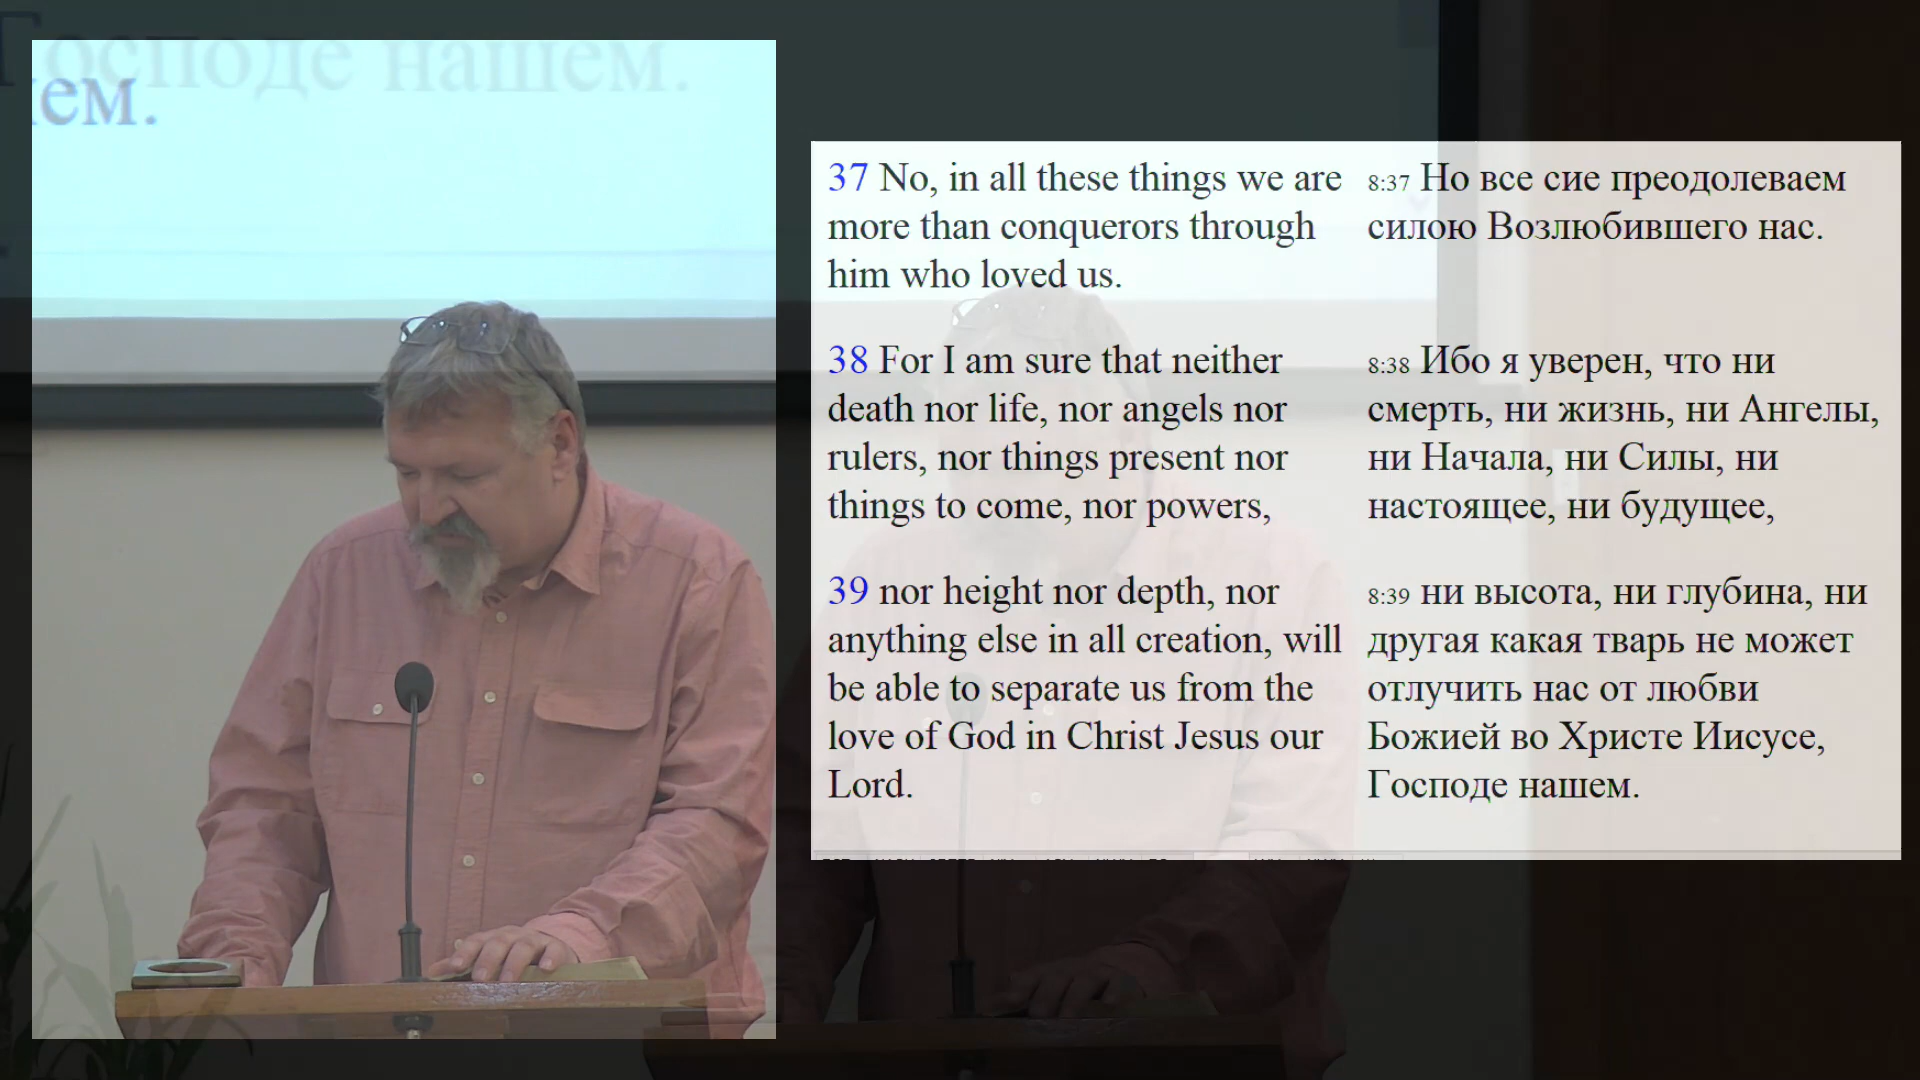 Господе нашем.
ем.
37 No, in all these things we are
more than conquerors through
him who loved us.
8:37 Но все сие преодолеваем
силою Возлюбившего нас.
38 For I am sure that neither
death nor life, nor angels nor
rulers, nor things present nor
things to come, nor powers,
8:38 Ибо я уверен, что ни
смерть, ни жизнь, ни Ангелы,
ни Начала, ни Силы, ни
настоящее, ни будущее,
39 nor height nor depth, nor
anything else in all creation, will
be able to separate us from the
love of God in Christ Jesus our
Lord.
8:39 ни высота, ни глубина, ни
другая какая тварь не может
отлучить нас от любви
Божией во Христе Иисусе,
Господе нашем.